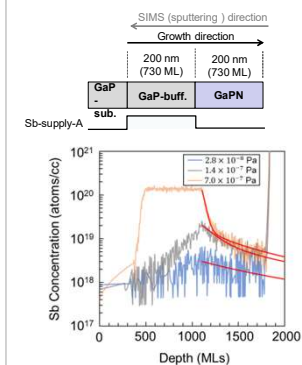 SIMS (sputtering) direction
Growth direction
200 nm
(730 ML)
200 nm
(730 ML)
GaP
-
sub.
GaP-buff.
GaPN
Sb-supply-A
Sb Concentration (atoms/cc)
10²¹
10²⁰
10¹⁹
10¹⁸
10¹⁷
2.8 × 10⁻⁸ Pa
1.4 × 10⁻⁷ Pa
7.0 × 10⁻⁷ Pa
0 500 1000 1500 2000
Depth (MLs)